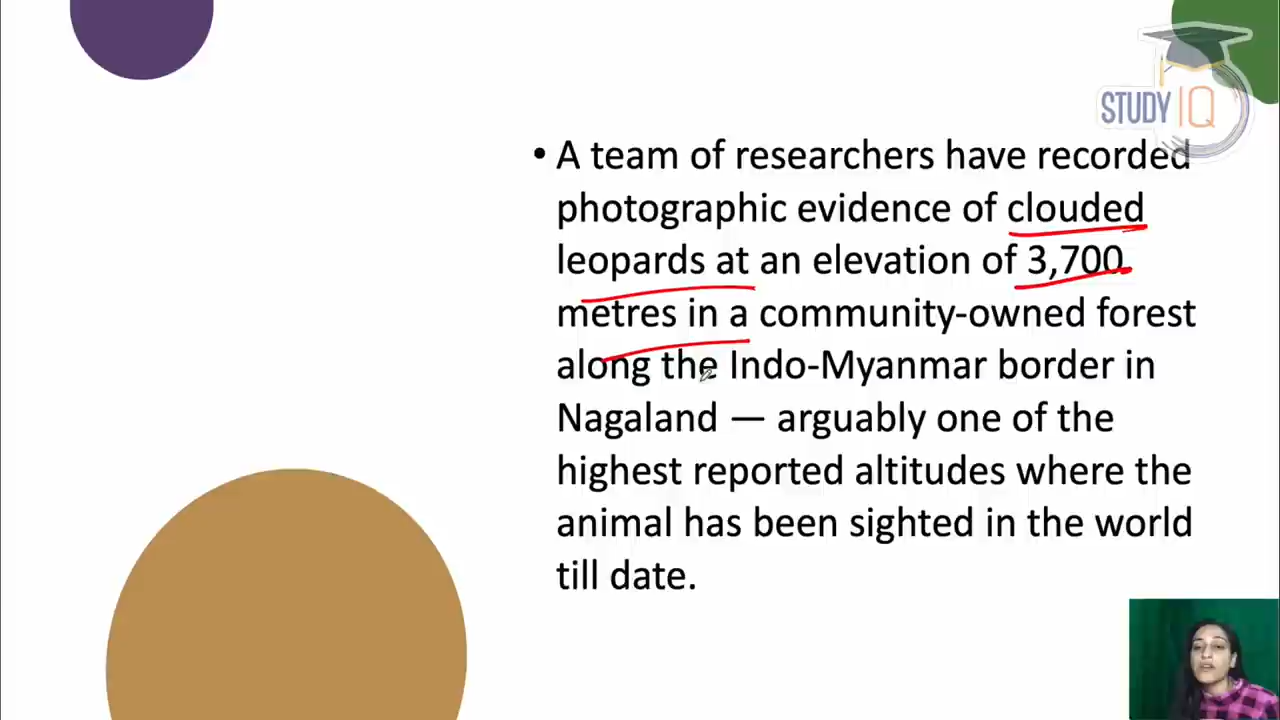 STUDY IQ
• A team of researchers have recorded
photographic evidence of clouded
leopards at an elevation of 3,700
metres in a community-owned forest
along the Indo-Myanmar border in
Nagaland — arguably one of the
highest reported altitudes where the
animal has been sighted in the world
till date.